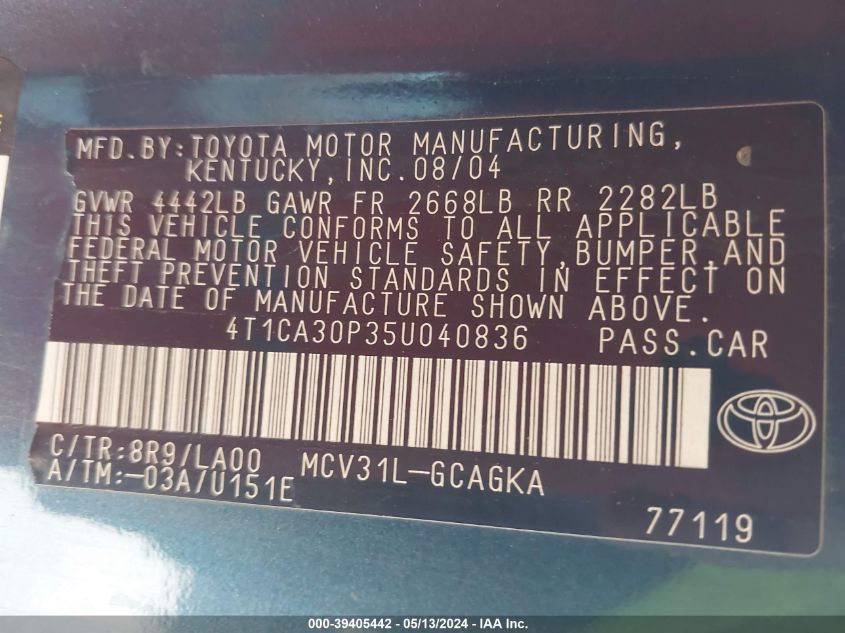 MFD.BY:TOYOTA MOTOR MANUFACTURING,
KENTUCKY,INC.08/04
GVWR 4442LB GAWR FR 2668LB RR 2282LB
THIS VEHICLE CONFORMS TO ALL APPLICABLE
FEDERAL MOTOR VEHICLE SAFETY,BUMPER,AND
THEFT PREVENTION STANDARDS IN EFFECT ON
THE DATE OF MANUFACTURE SHOWN ABOVE.
4T1CA30P35U040836 PASS.CAR
C/TR:8R9/LA00 MCV31L-GCAGKA
A/TM:-03A/U151E
77119
000-39405442 - 05/13/2024 - IAA Inc.